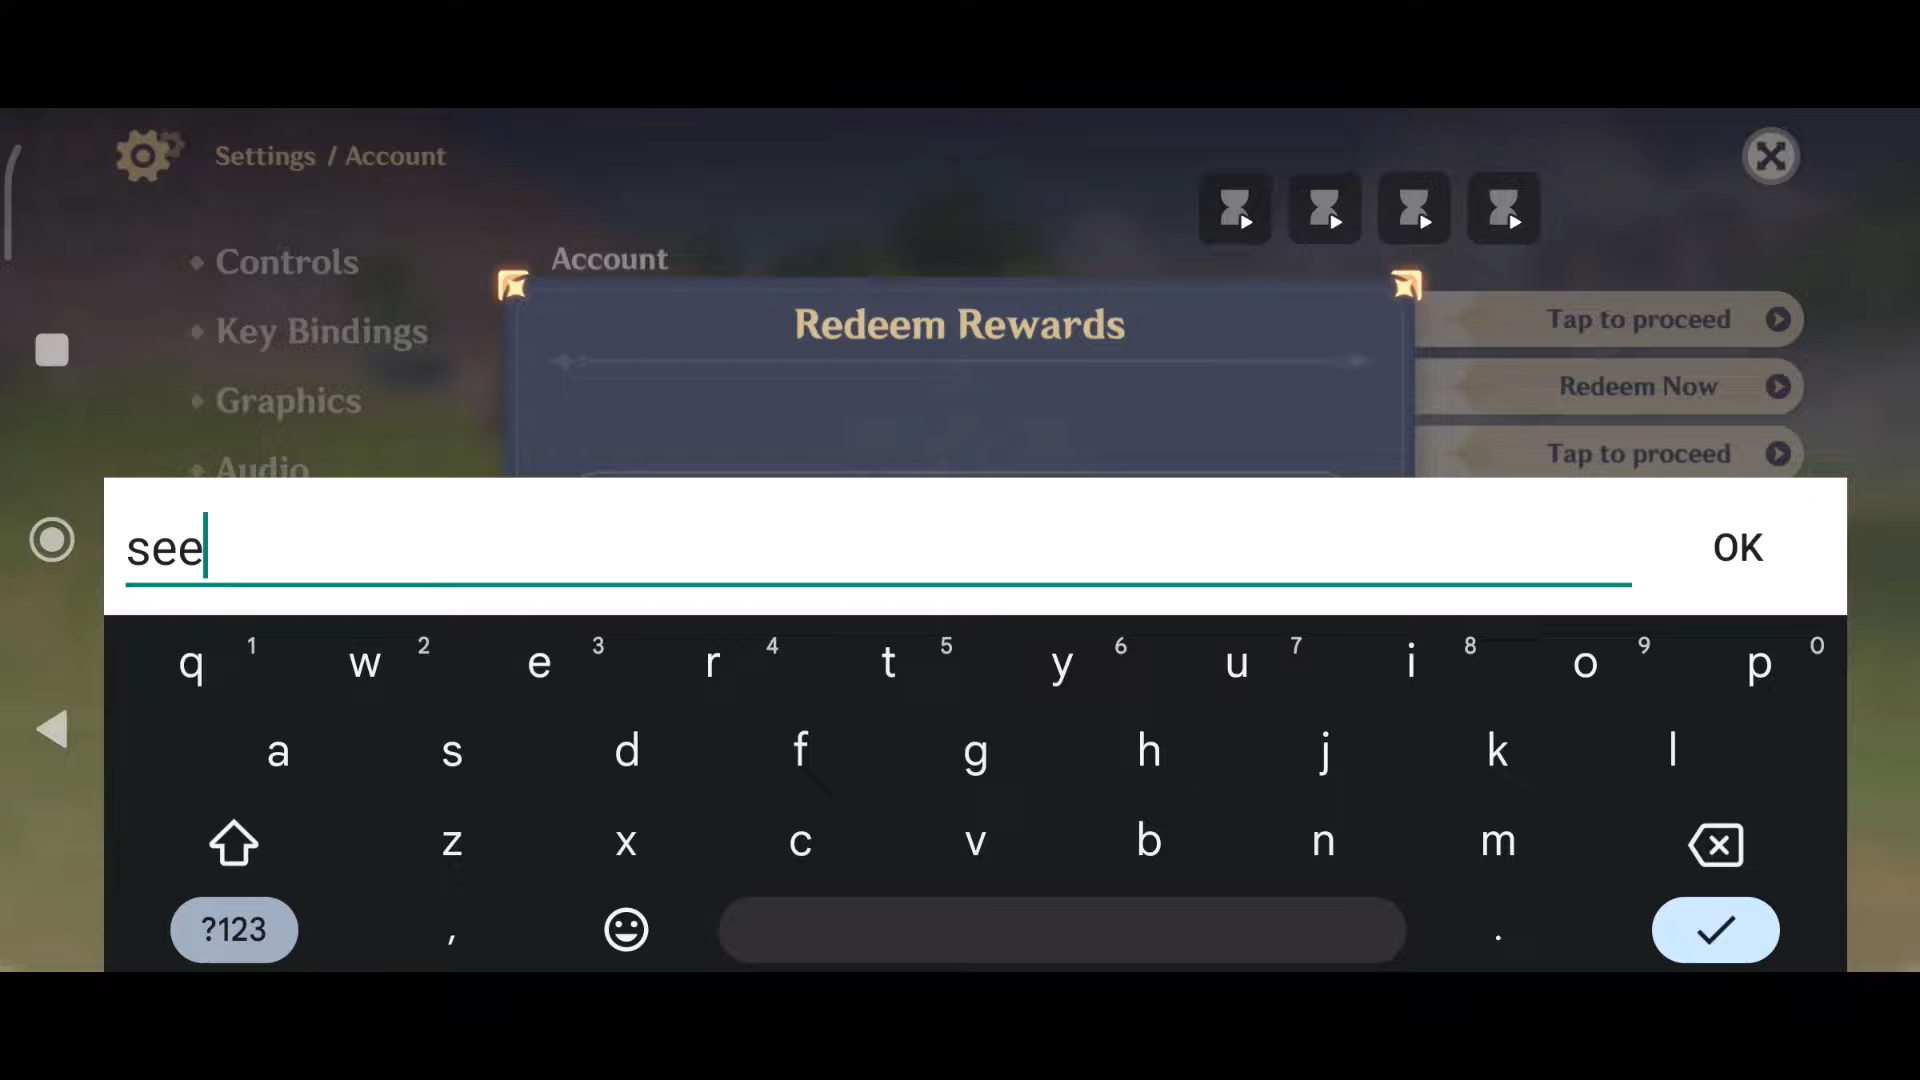 Settings / Account
Controls
Key Bindings
Graphics
Audio
Account
Redeem Rewards
Tap to proceed
Redeem Now
Tap to proceed
see
OK
q 1 w 2 e 3 r 4 t 5 y 6 u 7 i 8 o 9 p 0
a s d f g h j k l
z x c v b n m
?123 , .